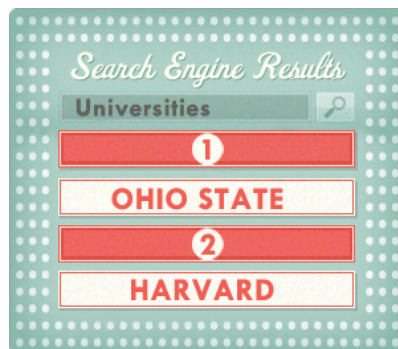 Search Engine Results
Universities
1
OHIO STATE
2
HARVARD